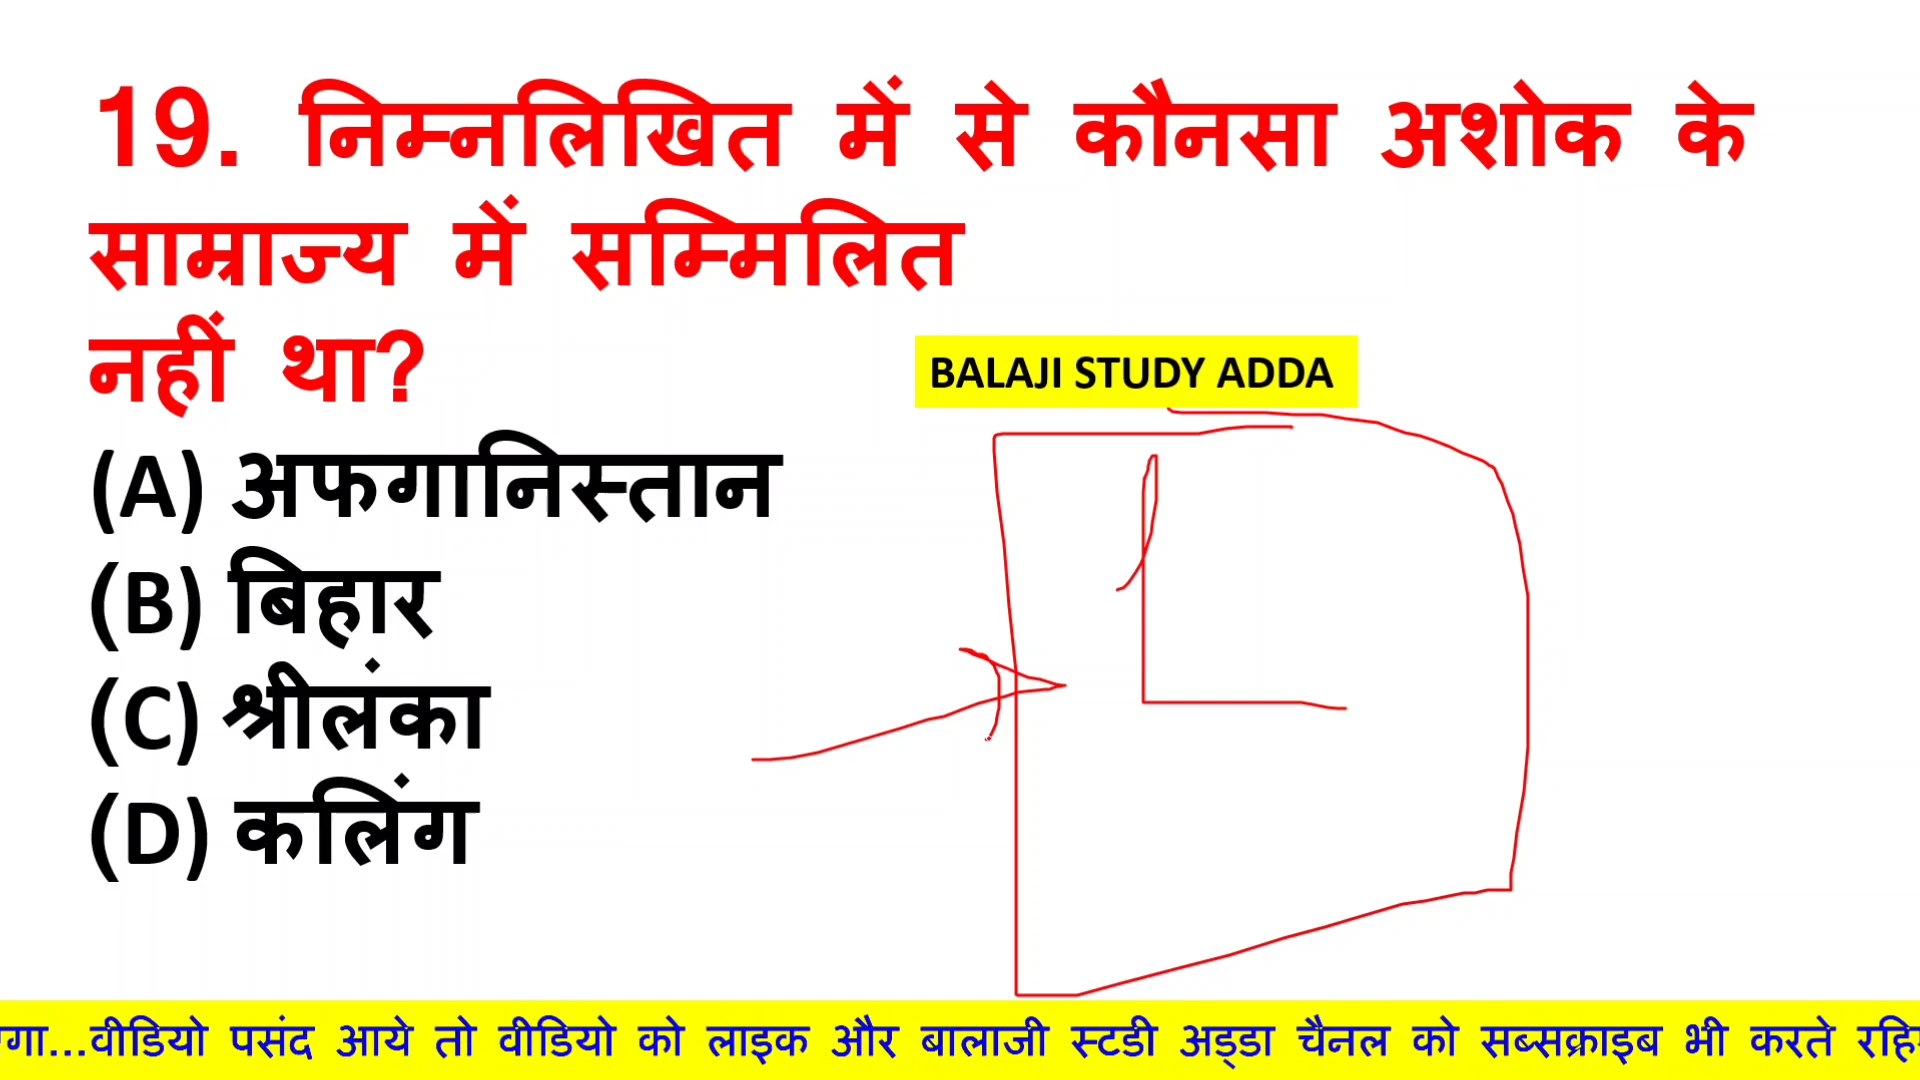 19. निम्नलिखित में से कौनसा अशोक के
साम्राज्य में सम्मिलित
नहीं था?
BALAJI STUDY ADDA
(A) अफगानिस्तान
(B) बिहार
(C) श्रीलंका
(D) कलिंग
...वीडियो पसंद आये तो वीडियो को लाइक और बालाजी स्टडी अड्डा चैनल को सब्सक्राइब भी करते